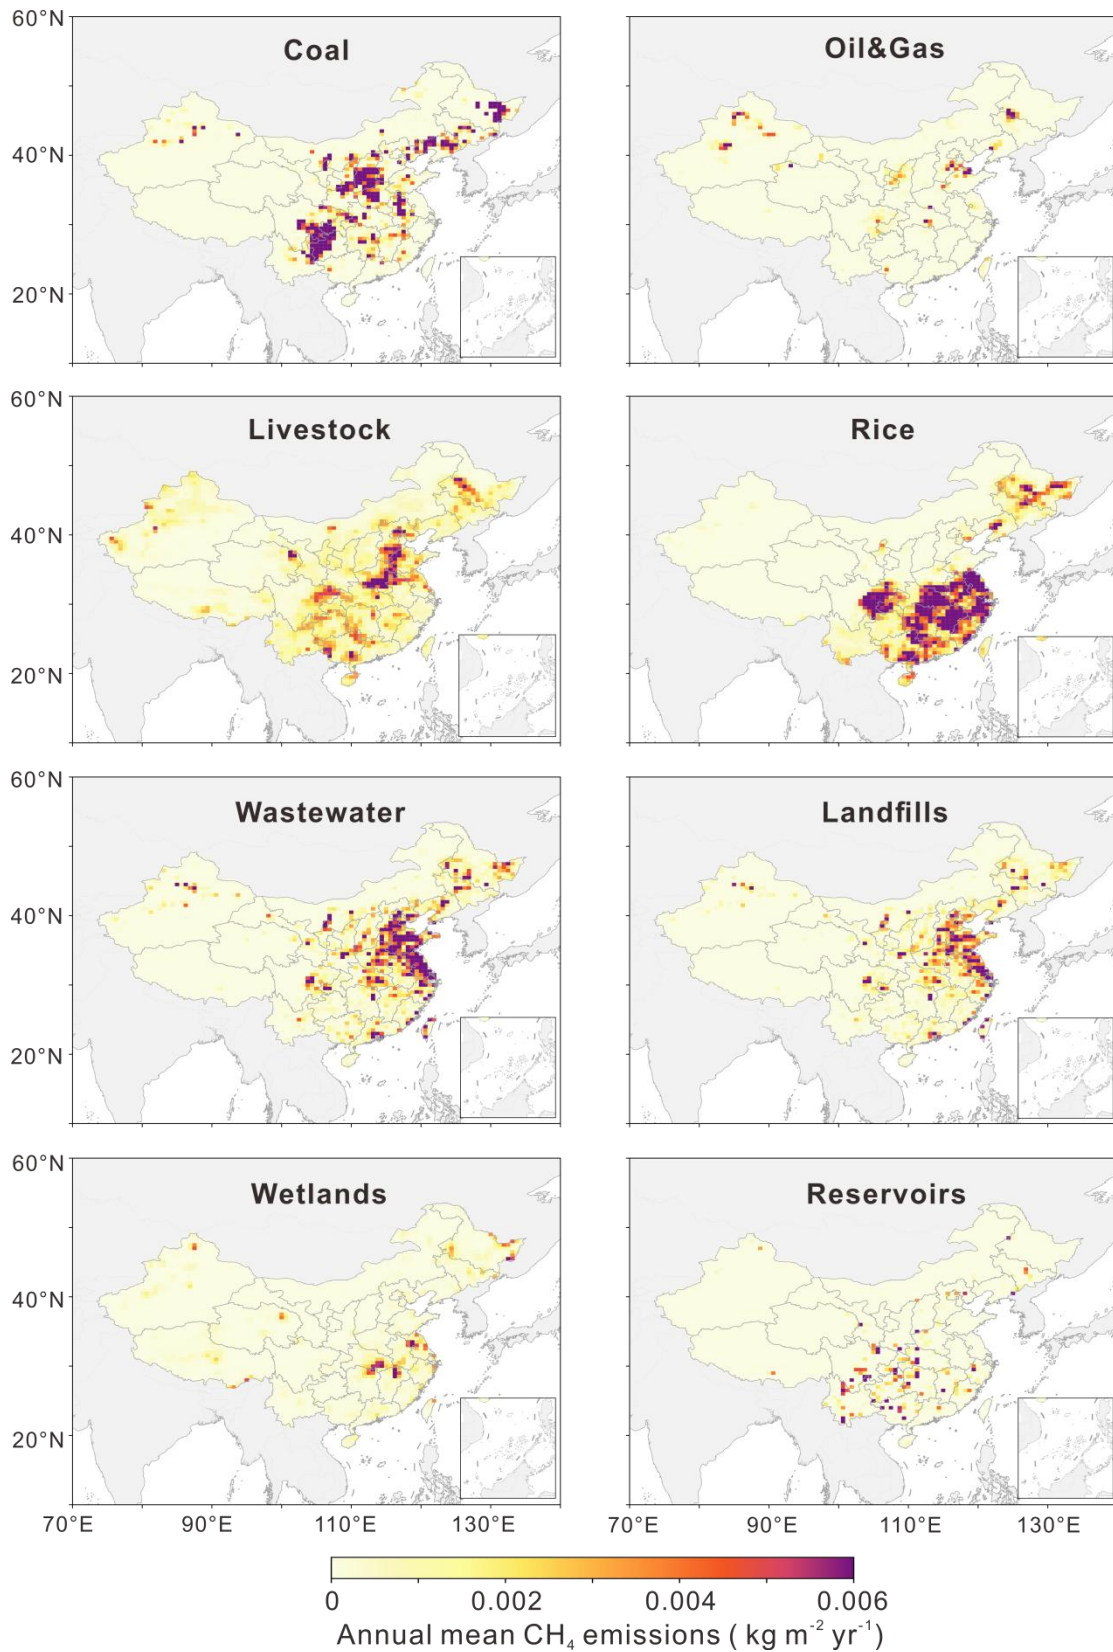 60°N
Coal
Oil&Gas
40°N
20°N
60°N
Livestock
Rice
40°N
20°N
60°N
Wastewater
Landfills
40°N
20°N
60°N
Wetlands
Reservoirs
40°N
20°N
70°E 90°E 110°E 130°E 70°E 90°E 110°E 130°E
0 0.002 0.004 0.006
Annual mean CH₄ emissions ( kg m⁻² yr⁻¹)